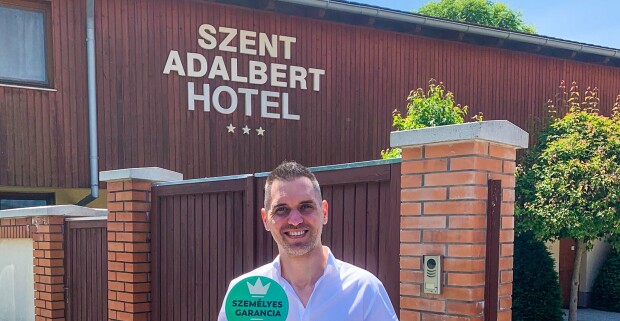 SZENT
ADALBERT
HOTEL
SZEMÉLYES
GARANCIA